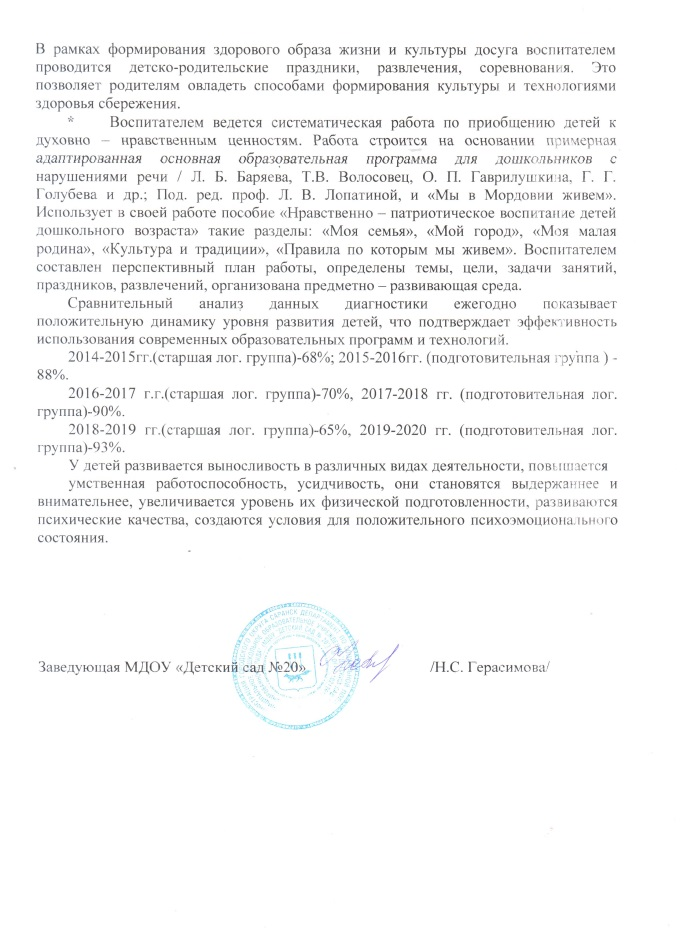 В рамках формирования здорового образа жизни и культуры досуга воспитателем
проводится детско-родительские праздники, развлечения, соревнования. Это
позволяет родителям овладеть способами формирования культуры и технологиями
здоровья сбережения.
* Воспитателем ведется систематическая работа по приобщению детей к
духовно – нравственным ценностям. Работа строится на основании примерная
адаптированная основная образовательная программа для дошкольников с
нарушениями речи / Л. Б. Баряева, Т.В. Волосовец, О. П. Гаврилушкина, Г. Г.
Голубева и др.; Под. ред. проф. Л. В. Лопатиной, и «Мы в Мордовии живем».
Использует в своей работе пособие «Нравственно – патриотическое воспитание детей
дошкольного возраста» такие разделы: «Моя семья», «Мой город», «Моя малая
родина», «Культура и традиции», «Правила по которым мы живем». Воспитателем
составлен перспективный план работы, определены темы, цели, задачи занятий,
праздников, развлечений, организована предметно – развивающая среда.
Сравнительный анализ данных диагностики ежегодно показывает
положительную динамику уровня развития детей, что подтверждает эффективность
использования современных образовательных программ и технологий.
2014-2015гг.(старшая лог. группа)-68%; 2015-2016гг. (подготовительная группа ) -
88%.
2016-2017 г.г.(старшая лог. группа)-70%, 2017-2018 гг. (подготовительная лог.
группа)-90%.
2018-2019 гг.(старшая лог. группа)-65%, 2019-2020 гг. (подготовительная лог.
группа)-93%.
У детей развивается выносливость в различных видах деятельности, повышается
умственная работоспособность, усидчивость, они становятся выдержаннее и
внимательнее, увеличивается уровень их физической подготовленности, развиваются
психические качества, создаются условия для положительного психоэмоционального
состояния.
Заведующая МДОУ «Детский сад №20» /Н.С. Герасимова/